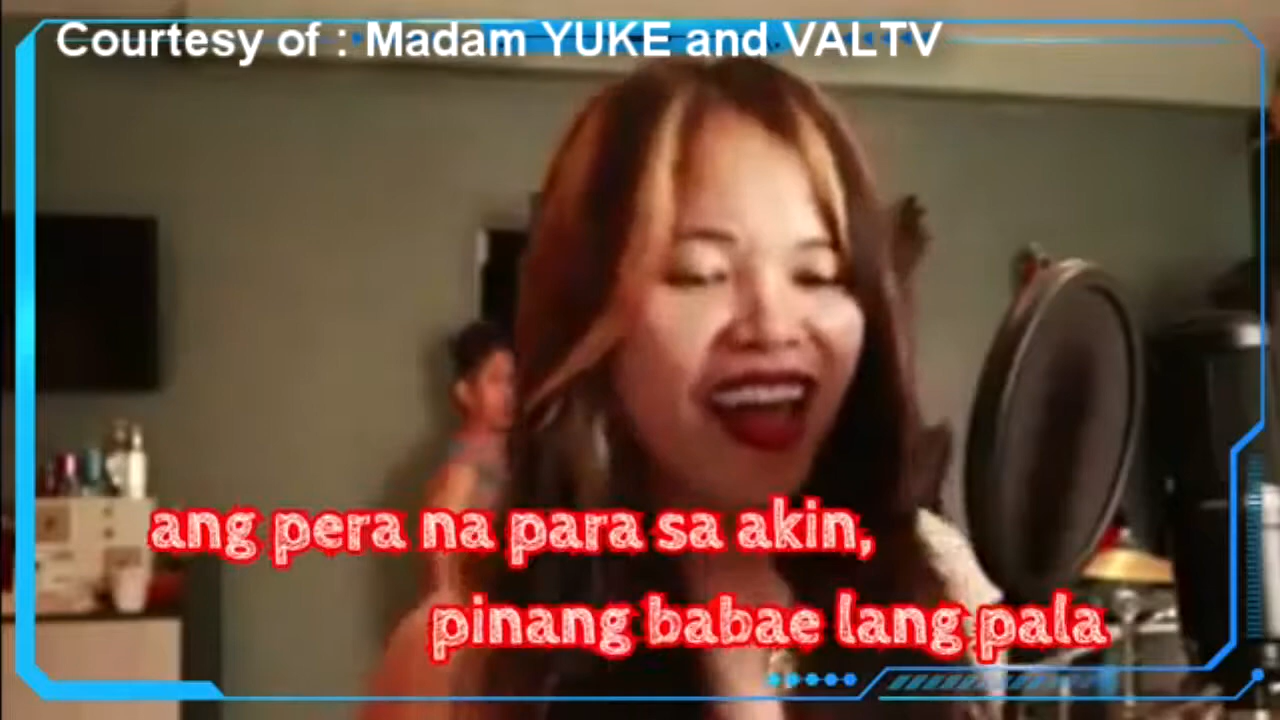 Courtesy of : Madam YUKE and VALTV
ang pera na para sa akin,
pinang babae lang pala